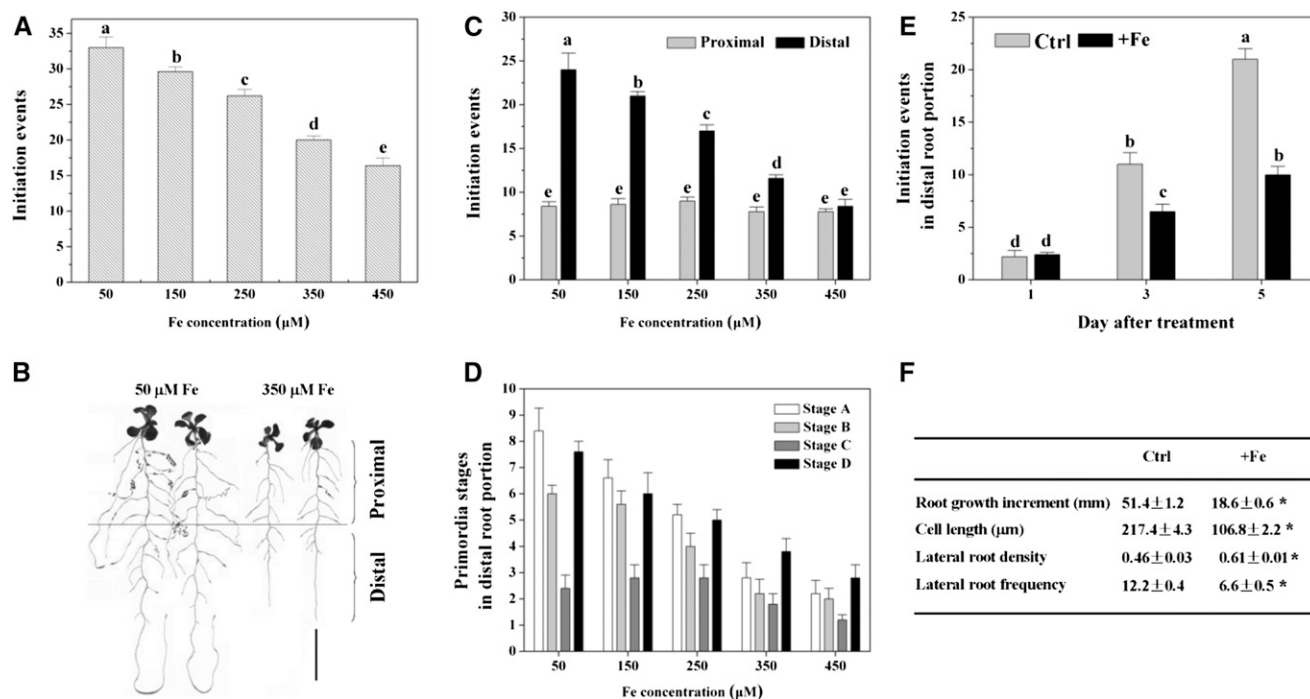 A
Initiation events
35
30
25
20
15
10
5
0
a
b
c
d
e
50 150 250 350 450
Fe concentration (μM)
B
50 μM Fe 350 μM Fe
Proximal
Distal
C
Initiation events
30
25
20
15
10
5
0
Proximal Distal
a
b
c
d
e e e e e e
50 150 250 350 450
Fe concentration (μM)
D
Primordia stages
in distal root portion
10
9
8
7
6
5
4
3
2
1
0
Stage A
Stage B
Stage C
Stage D
50 150 250 350 450
Fe concentration (μM)
E
Initiation events
in distal root portion
25
20
15
10
5
0
Ctrl +Fe
a
b b
c
d d
1 3 5
Day after treatment
F
Ctrl +Fe
Root growth increment (mm) 51.4±1.2 18.6±0.6 *
Cell length (μm) 217.4±4.3 106.8±2.2 *
Lateral root density 0.46±0.03 0.61±0.01 *
Lateral root frequency 12.2±0.4 6.6±0.5 *